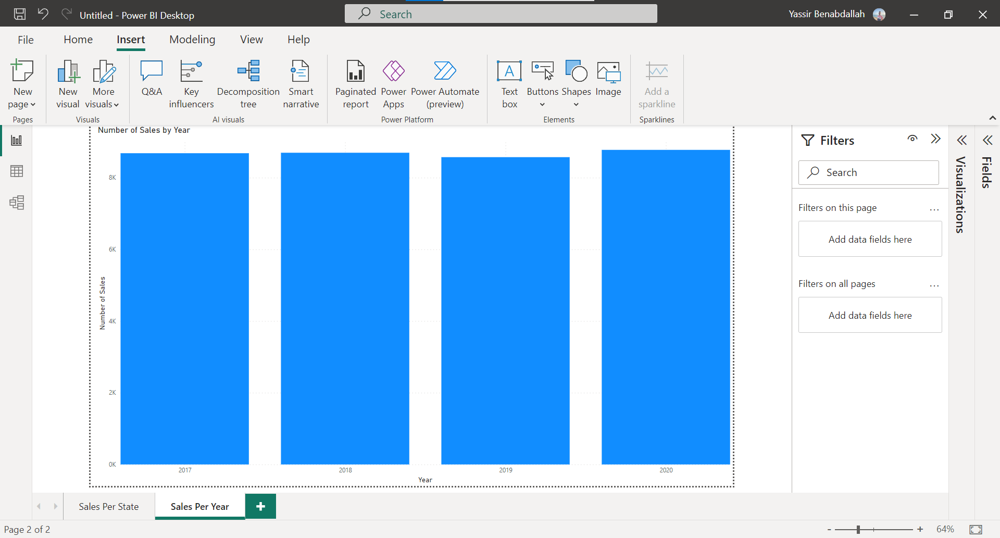 Untitled - Power BI Desktop
Search
Yassir Benabdallah
File
Home
Insert
Modeling
View
Help
New page
New visual
More visuals
Q&A
Key influencers
Decomposition tree
Smart narrative
Paginated report
Power Apps
Power Automate (preview)
Text box
Buttons
Shapes
Image
Add a sparkline
Pages
Visuals
AI visuals
Power Platform
Elements
Sparklines
Number of Sales by Year
8K
6K
4K
2K
0K
Number of Sales
2017
2018
2019
2020
Year
Filters
Search
Filters on this page
...
Add data fields here
Filters on all pages
...
Add data fields here
Visualizations
Fields
Sales Per State
Sales Per Year
+
Page 2 of 2
-
+
64%